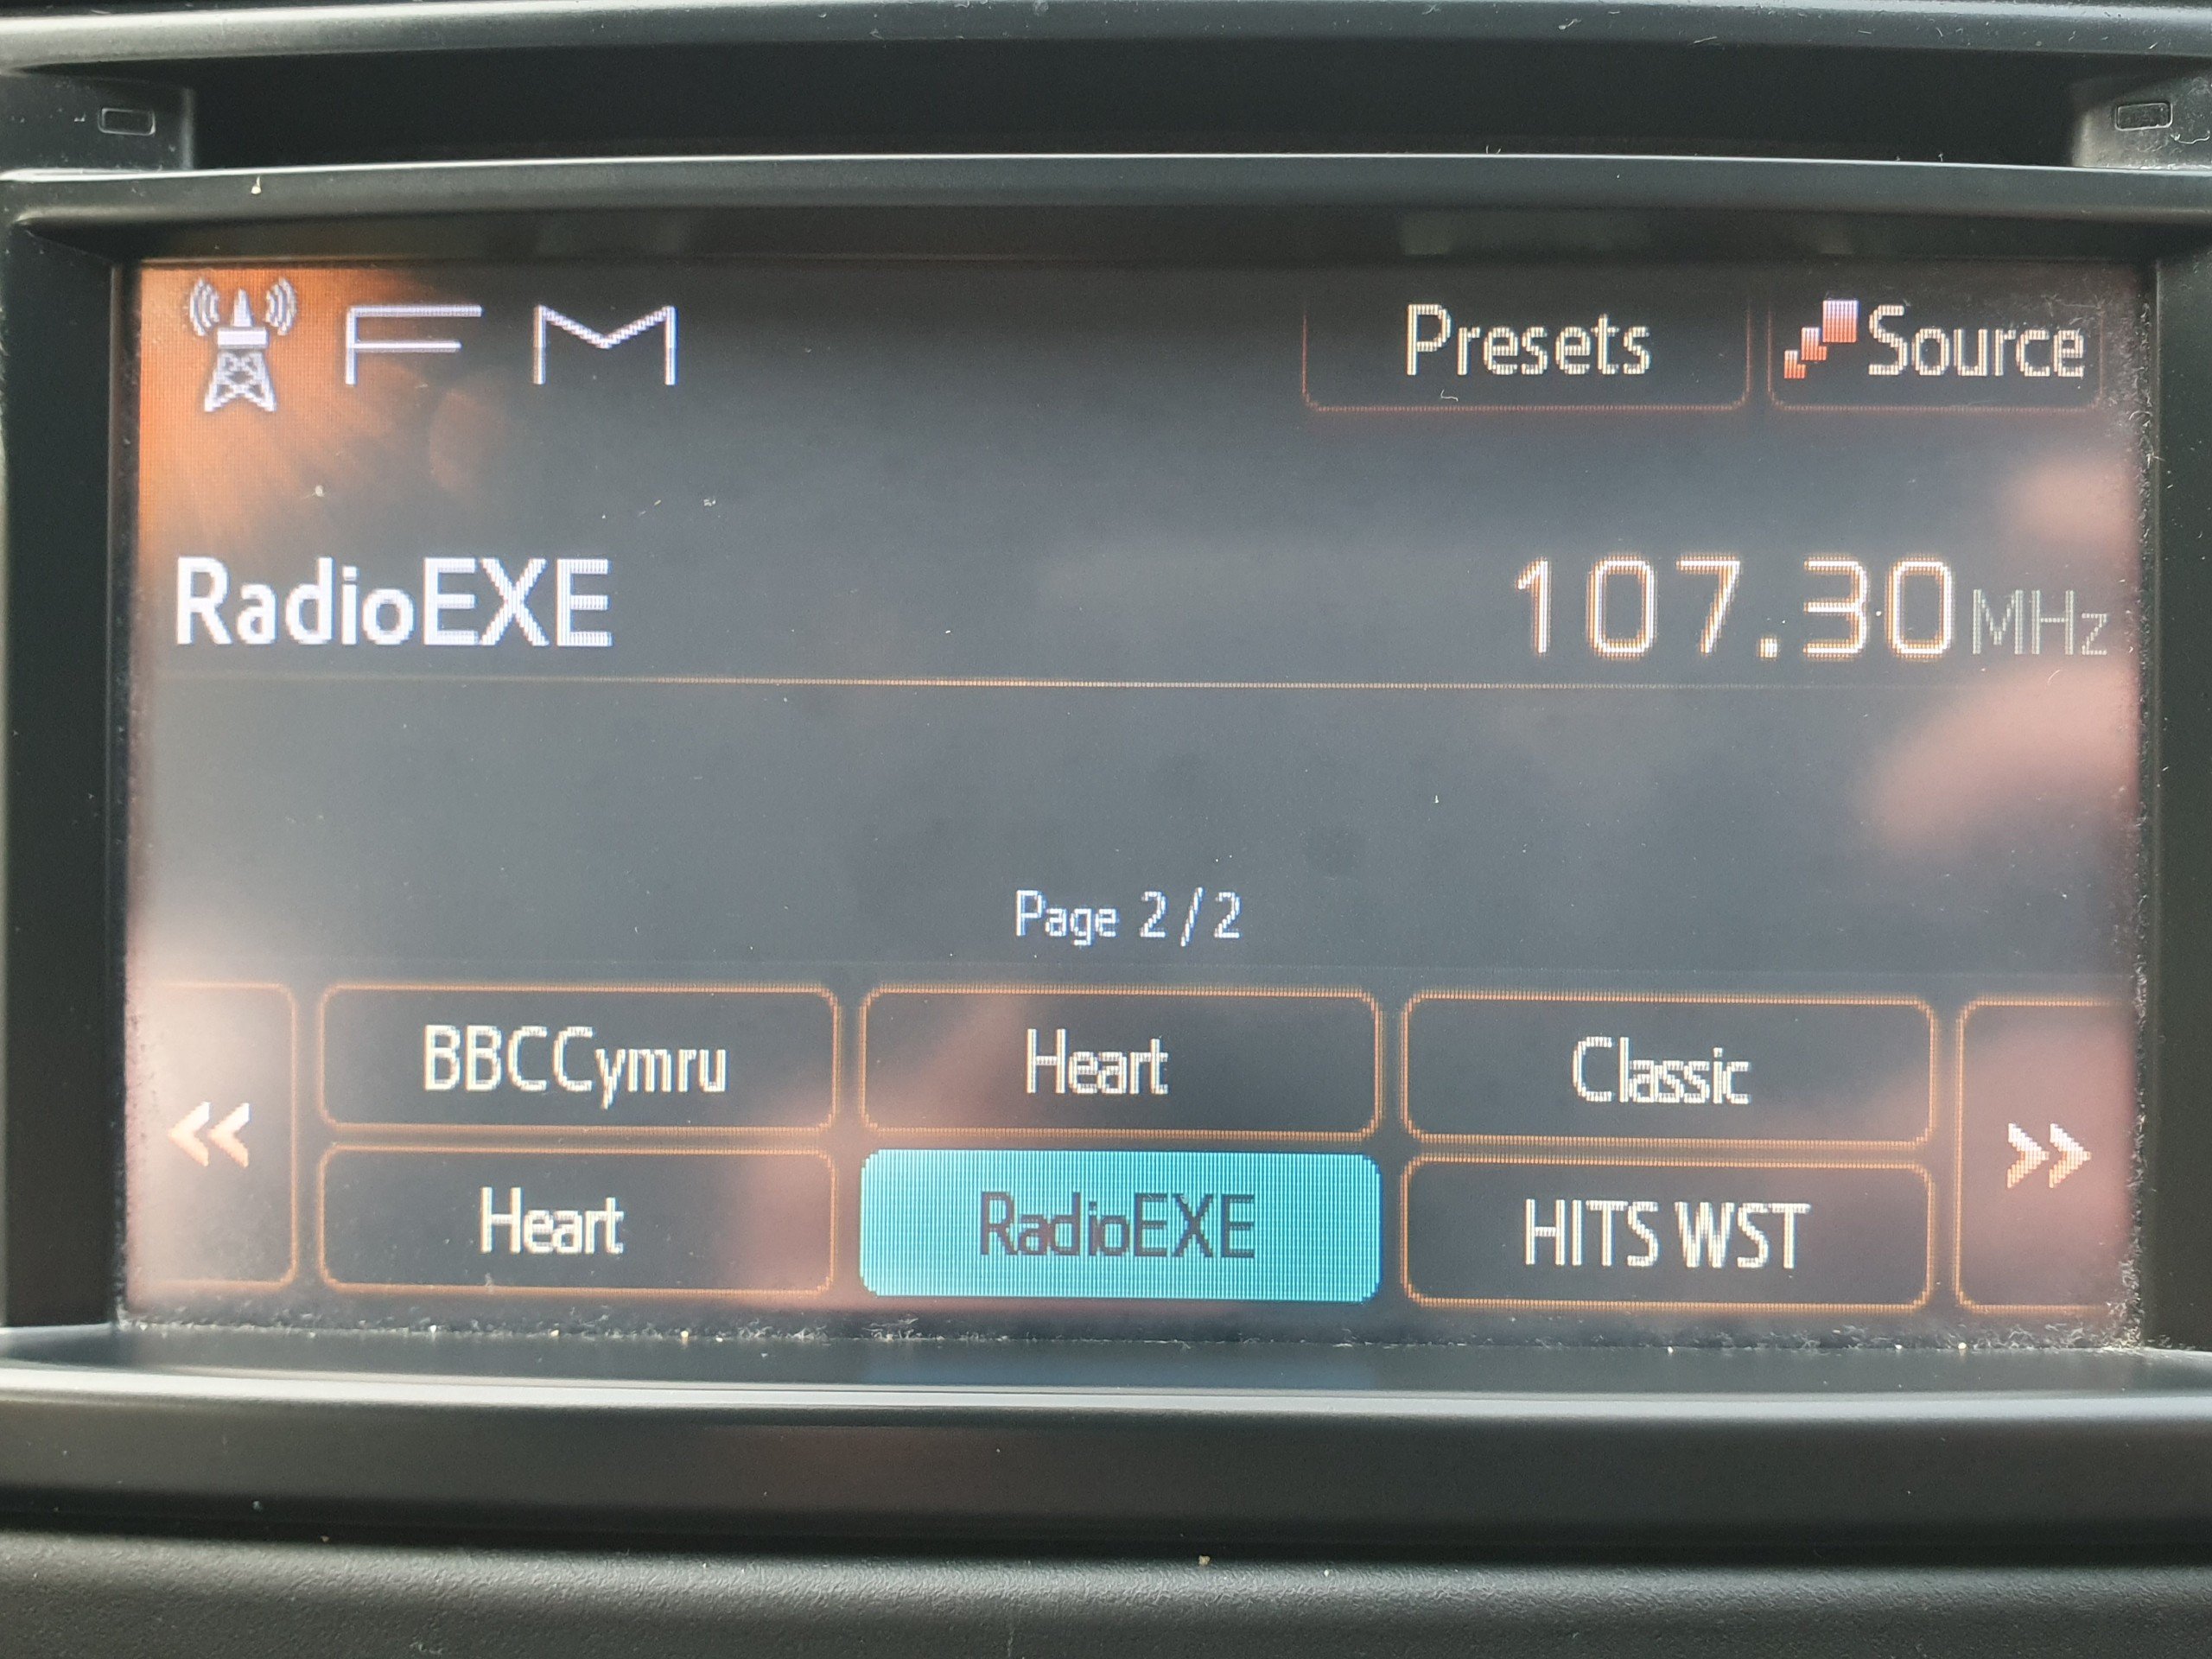 FM Presets Source
RadioEXE 107.30 MHz
Page 2/2
« BBCCymru Heart Classic »
Heart RadioEXE HITS WST